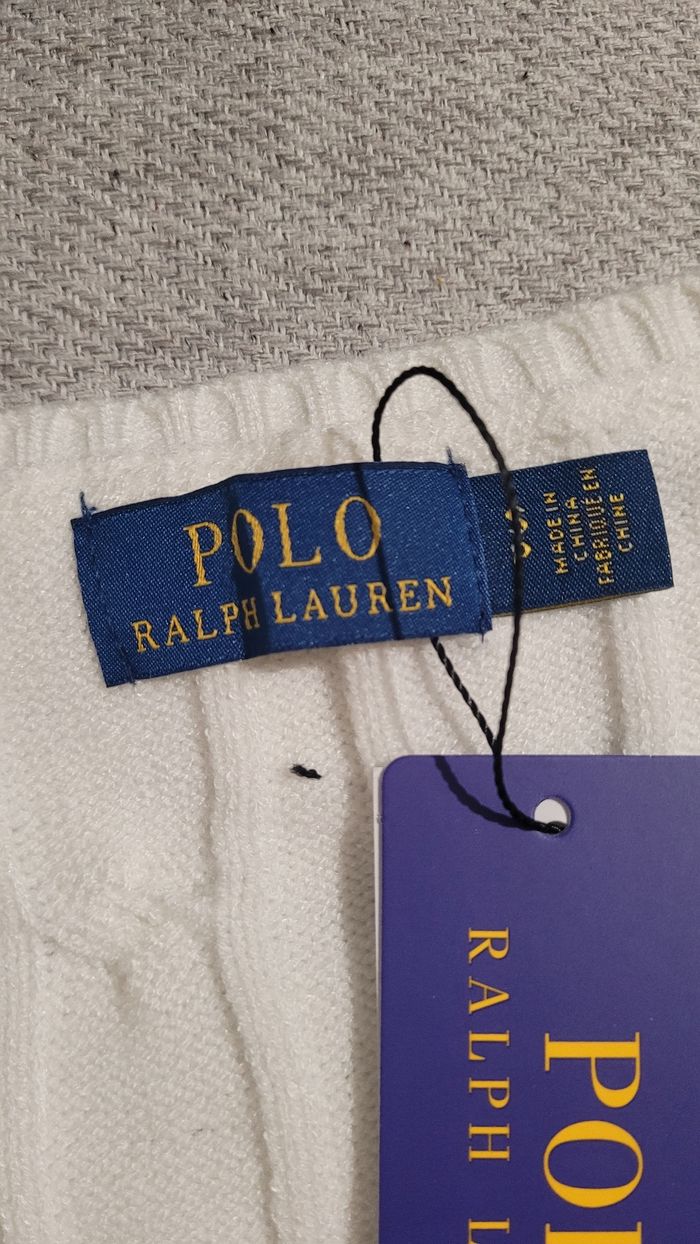 POLO
RALPH LAUREN
MADE IN
CHINA
FABRIQUÉ EN
CHINE
RALPH L
POL